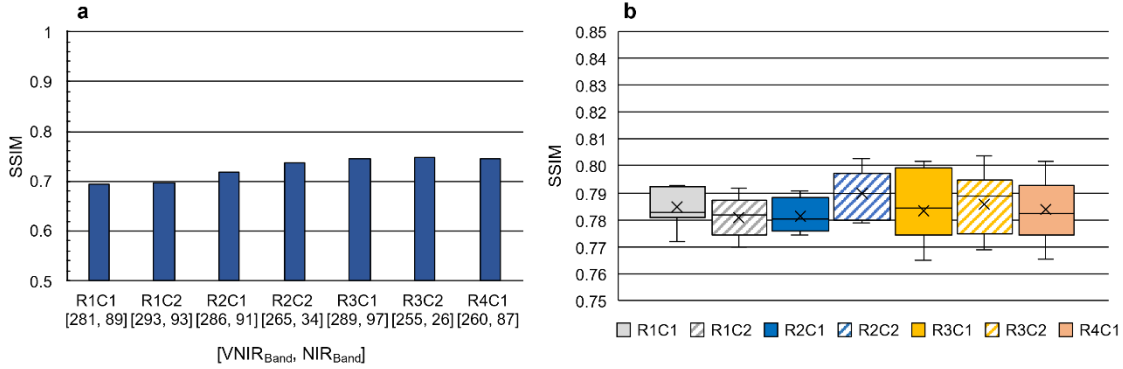 a
1
0.9
0.8
0.7
0.6
0.5
SSIM
R1C1 R1C2 R2C1 R2C2 R3C1 R3C2 R4C1
[281, 89] [293, 93] [286, 91] [265, 34] [289, 97] [255, 26] [260, 87]
[VNIRBand, NIRBand]
b
0.85
0.84
0.83
0.82
0.81
0.80
0.79
0.78
0.77
0.76
0.75
SSIM
R1C1 R1C2 R2C1 R2C2 R3C1 R3C2 R4C1